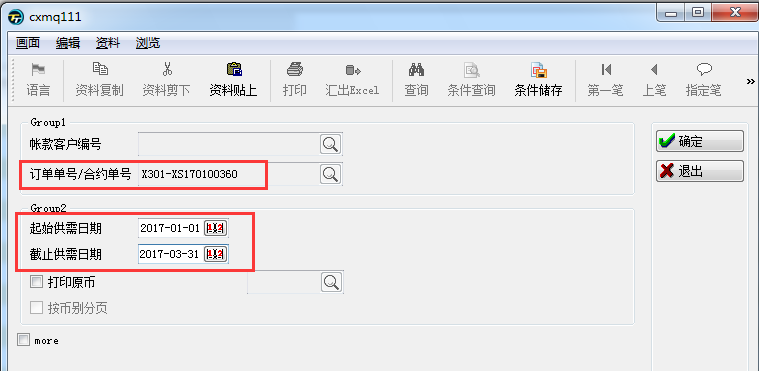 cxmq111
画面 编辑 资料 浏览
语言 资料复制 资料剪下 资料贴上 打印 汇出Excel 查询 条件查询 条件储存 第一笔 上笔 指定笔
Group1
帐款客户编号
确定
订单单号/合约单号 X301-XS170100360
退出
Group2
起始供需日期 2017-01-01
截止供需日期 2017-03-31
打印原币
按币别分页
more